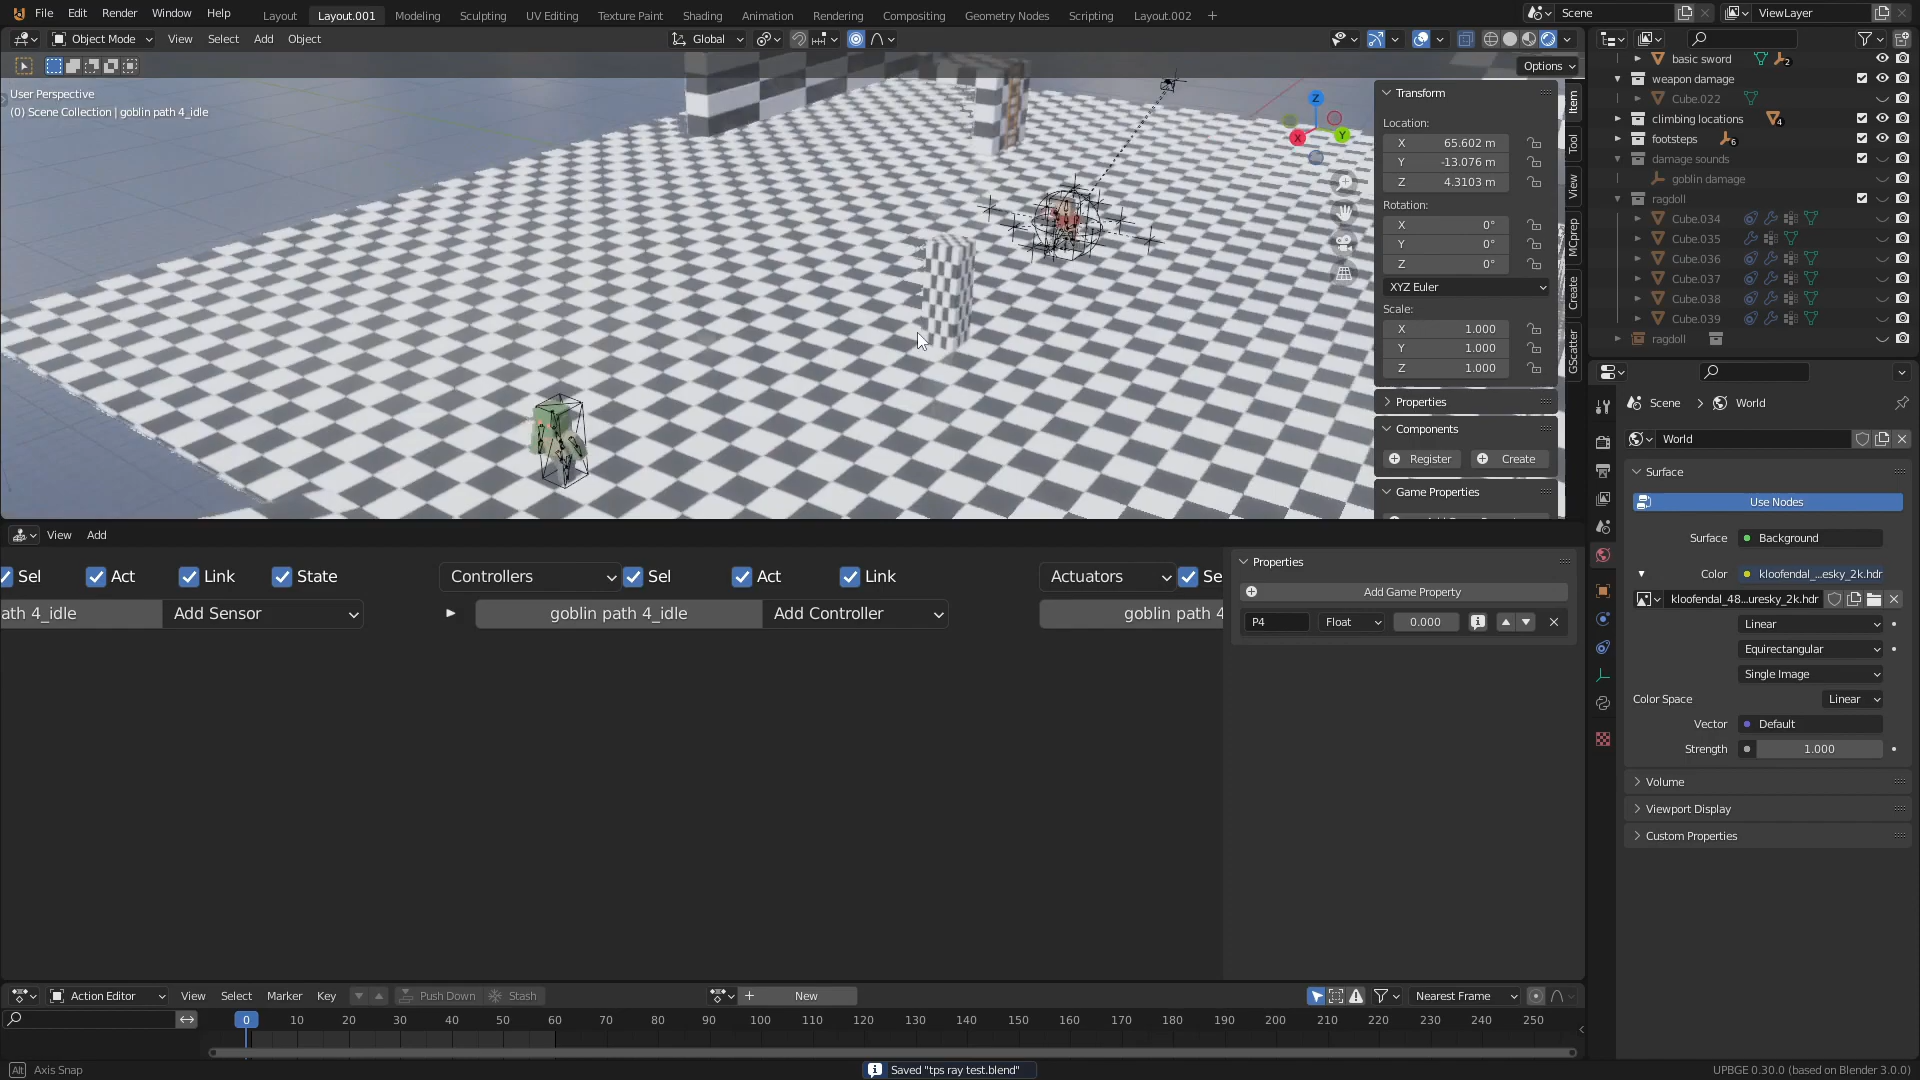 File Edit Render Window Help Layout Layout.001 Modeling Sculpting UV Editing Texture Paint Shading Animation Rendering Compositing Geometry Nodes Scripting Layout.002 + Scene ViewLayer
Object Mode View Select Add Object Global
Options
User Perspective
(0) Scene Collection | goblin path 4_idle
Z
Y
X
Transform
Location:
X 65.602 m
Y -13.076 m
Z 4.3103 m
Rotation:
X 0°
Y 0°
Z 0°
XYZ Euler
Scale:
X 1.000
Y 1.000
Z 1.000
Properties
Components
Register Create
Game Properties
Item
Tool
View
MCprep
Create
GScatter
basic sword 2
weapon damage
Cube.022
climbing locations 4
footsteps 6
damage sounds
goblin damage
ragdoll
Cube.034
Cube.035
Cube.036
Cube.037
Cube.038
Cube.039
ragdoll
Scene > World
World
Surface
Use Nodes
Surface Background
Color kloofendal_...esky_2k.hdr
kloofendal_48...uresky_2k.hdr
Linear
Equirectangular
Single Image
Color Space Linear
Vector Default
Strength 1.000
Volume
Viewport Display
Custom Properties
View Add
Sel Act Link State Controllers Sel Act Link Actuators Se
ath 4_idle Add Sensor goblin path 4_idle Add Controller goblin path 4
Properties
Add Game Property
P4 Float 0.000
Action Editor View Select Marker Key Push Down Stash New Nearest Frame
0 10 20 30 40 50 60 70 80 90 100 110 120 130 140 150 160 170 180 190 200 210 220 230 240 250
Alt Axis Snap Saved "tps ray test.blend" UPBGE 0.30.0 (based on Blender 3.0.0)